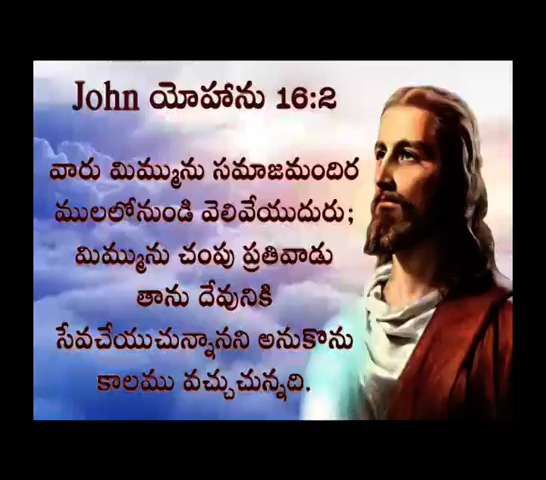 John యోహాను 16:2
వారు మిమ్మును సమాజమందిర
ములలోనుండి వెలివేయుదురు;
మిమ్మును చంపు ప్రతివాడు
తాను దేవునికి
సేవచేయుచున్నానని అనుకొను
కాలము వచ్చుచున్నది.